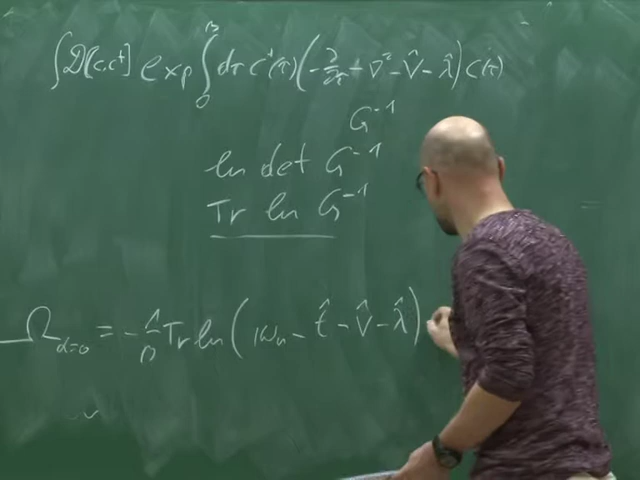 ∫ D[c,c†] exp ∫₀^β dτ c†(τ) (-∂/∂τ + ∇² - V̂ - λ̂) c(τ)
G⁻¹
ln det G⁻¹
Tr ln G⁻¹
Ω_{α=0} = - 1/β Tr ln ( iωₙ - t̂ - V̂ - λ̂ )